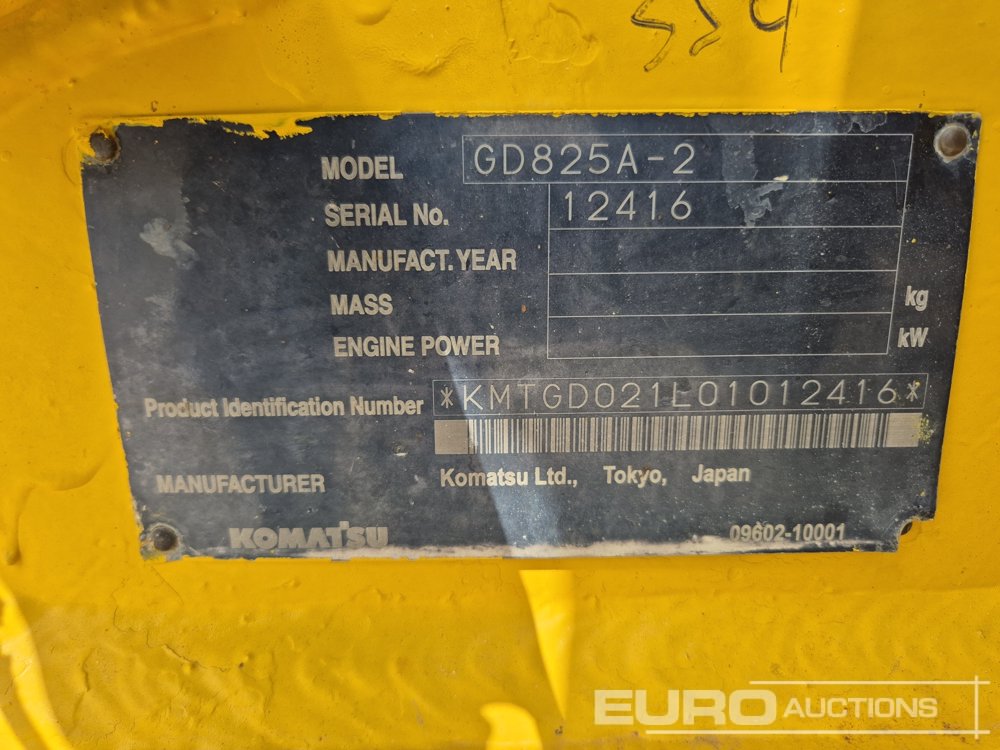 MODEL GD825A-2
SERIAL No. 12416
MANUFACT. YEAR
MASS kg
ENGINE POWER kW
Product Identification Number *KMTGD021L01012416*
MANUFACTURER Komatsu Ltd., Tokyo, Japan
KOMATSU 09602-10001
EURO AUCTIONS